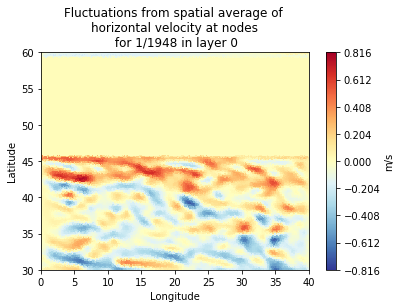 Fluctuations from spatial average of
horizontal velocity at nodes
for 1/1948 in layer 0
60
55
50
45
40
35
30
Latitude
0 5 10 15 20 25 30 35 40
Longitude
0.816
0.612
0.408
0.204
0.000
−0.204
−0.408
−0.612
−0.816
m/s